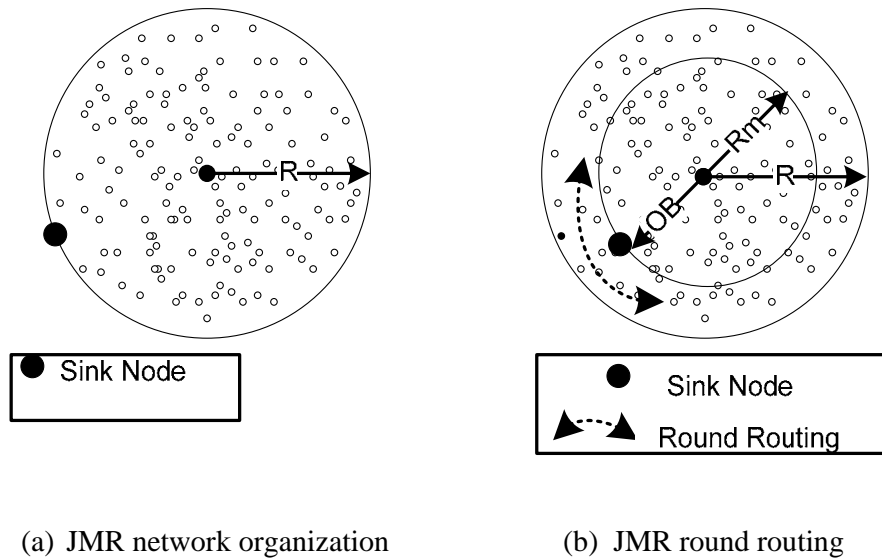 R
Rm
R
OB
Sink Node
Sink Node
Round Routing
(a) JMR network organization
(b) JMR round routing